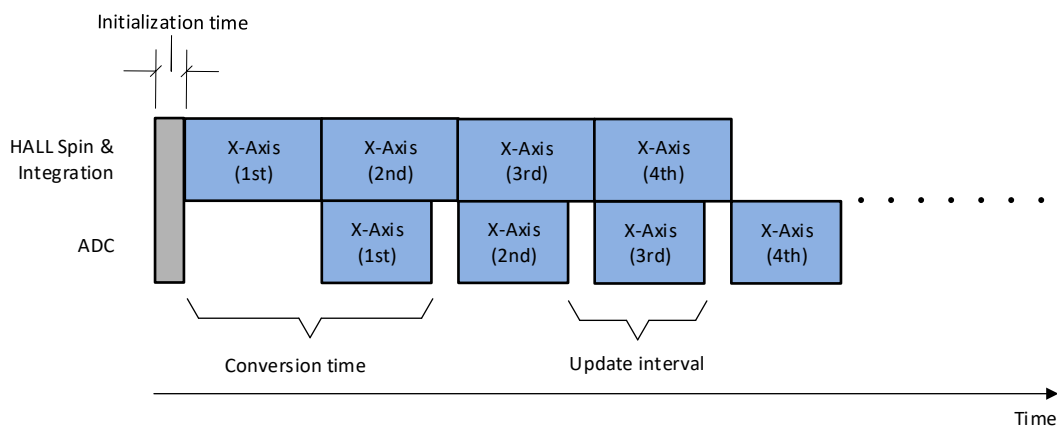 Initialization time
HALL Spin &
Integration
X-Axis
(1st)
X-Axis
(2nd)
X-Axis
(3rd)
X-Axis
(4th)
ADC
X-Axis
(1st)
X-Axis
(2nd)
X-Axis
(3rd)
X-Axis
(4th)
Conversion time
Update interval
Time